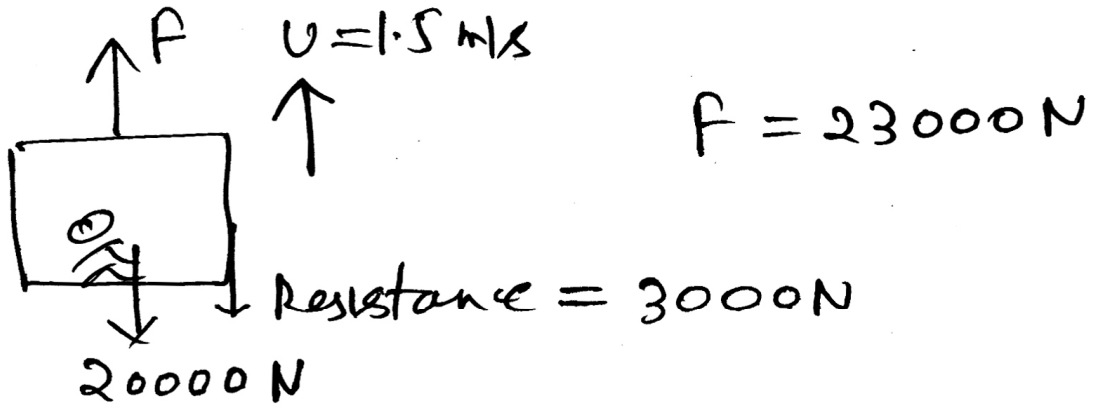 F
U = 1.5 m/s
F = 23000 N
Resistance = 3000N
20000 N